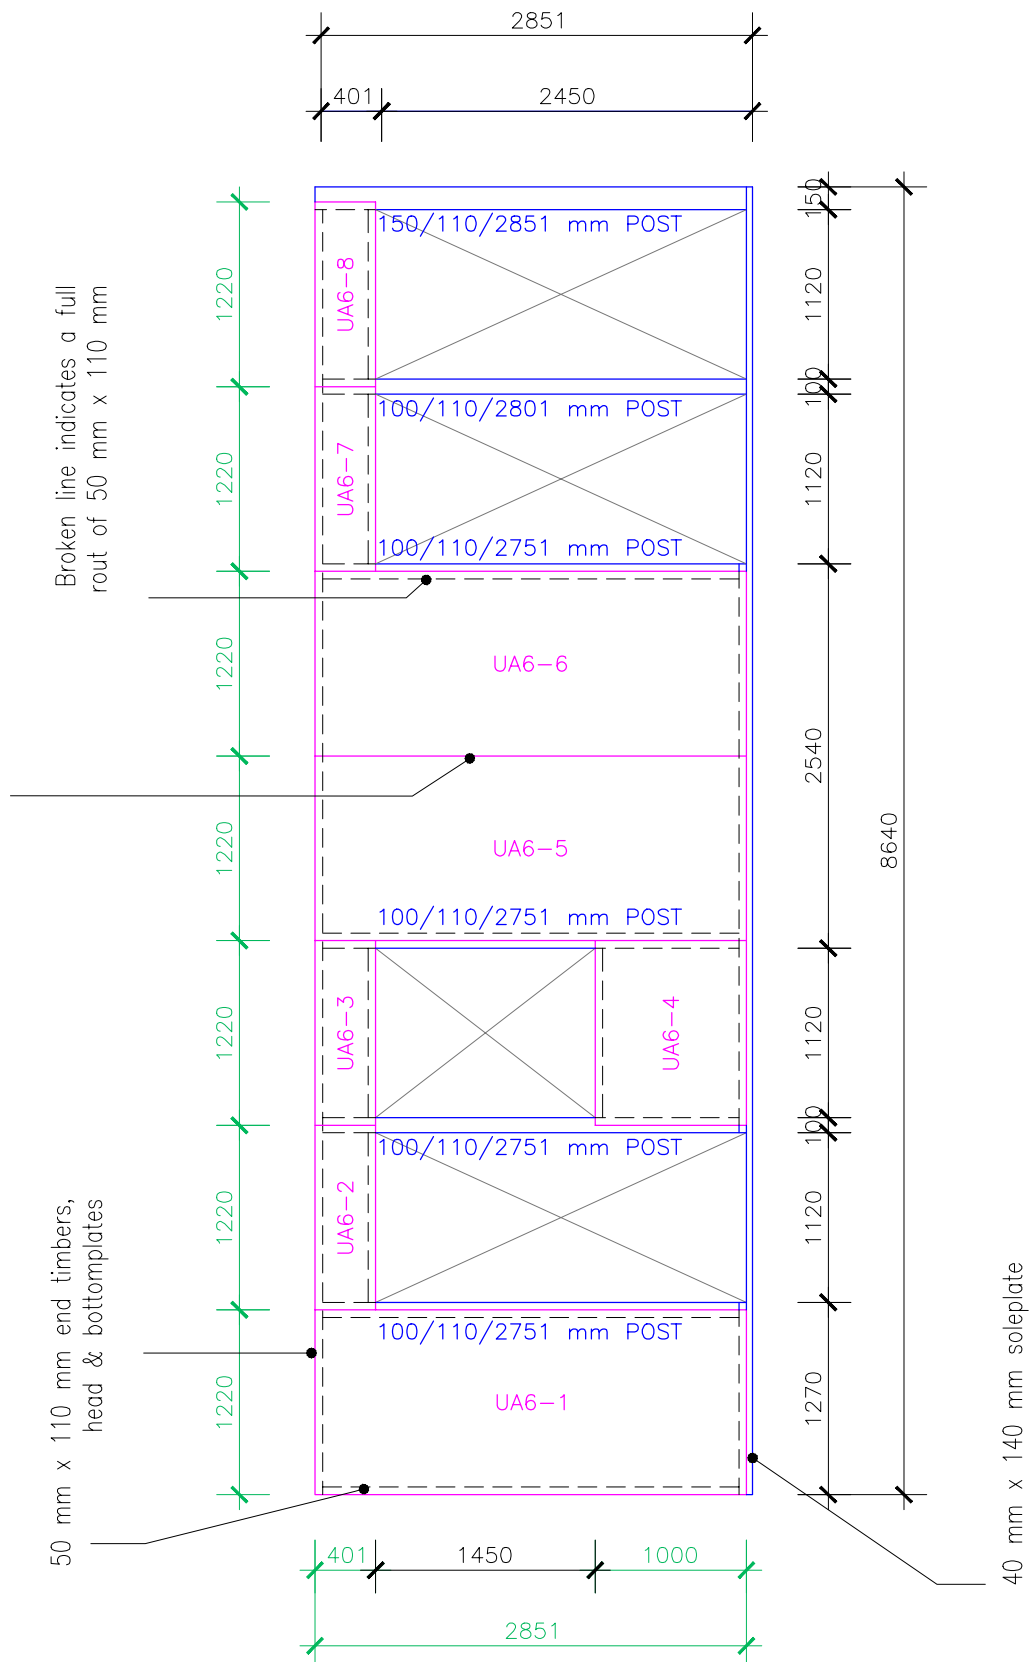 2851
401
2450
150/110/2851 mm POST
UA6-8
1220
150
1120
Broken line indicates a full
rout of 50 mm x 110 mm
100
100/110/2801 mm POST
UA6-7
1220
1120
100/110/2751 mm POST
UA6-6
1220
2540
8640
UA6-5
1220
100/110/2751 mm POST
UA6-3
UA6-4
1220
1120
100
100/110/2751 mm POST
UA6-2
1220
1120
50 mm x 110 mm end timbers,
head & bottomplates
100/110/2751 mm POST
UA6-1
1220
1270
40 mm x 140 mm soleplate
401
1450
1000
2851